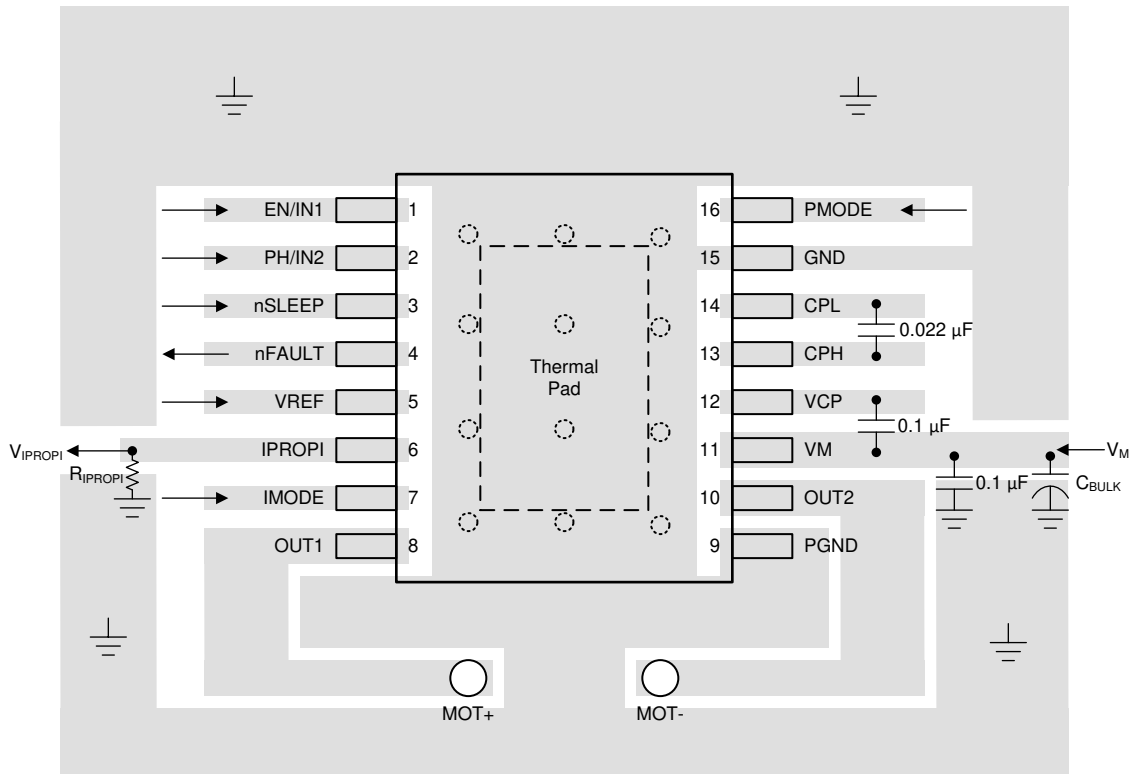 EN/IN1 1
PH/IN2 2
nSLEEP 3
nFAULT 4
VREF 5
IPROPI 6
IMODE 7
OUT1 8
VIPROPI
RIPROPI
Thermal
Pad
16 PMODE
15 GND
14 CPL
0.022 µF
13 CPH
12 VCP
0.1 µF
11 VM
VM
10 OUT2
0.1 µF
CBULK
9 PGND
MOT+
MOT-